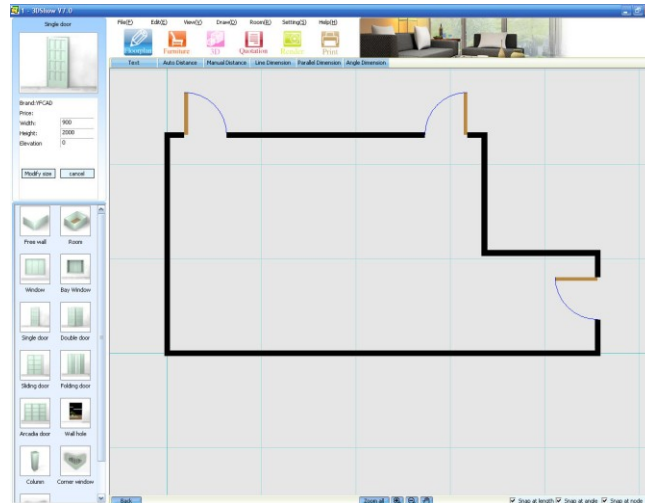 3DShow V7.0
Single door
File(F) Edit(E) View(V) Draw(D) Room(R) Setting(S) Help(H)
Floorplan Furniture 3D Quotation Render Print
Text Auto Distance Manual Distance Line Dimension Parallel Dimension Angle Dimension
Brand:YFCAD
Price:
Width: 900
Height: 2000
Elevation 0
Modify size cancel
Free wall Room
Window Bay Window
Single door Double door
Sliding door Folding door
Arcadia door Wall hole
Column Corner window
Back Zoom all Snap at length Snap at angle Snap at node